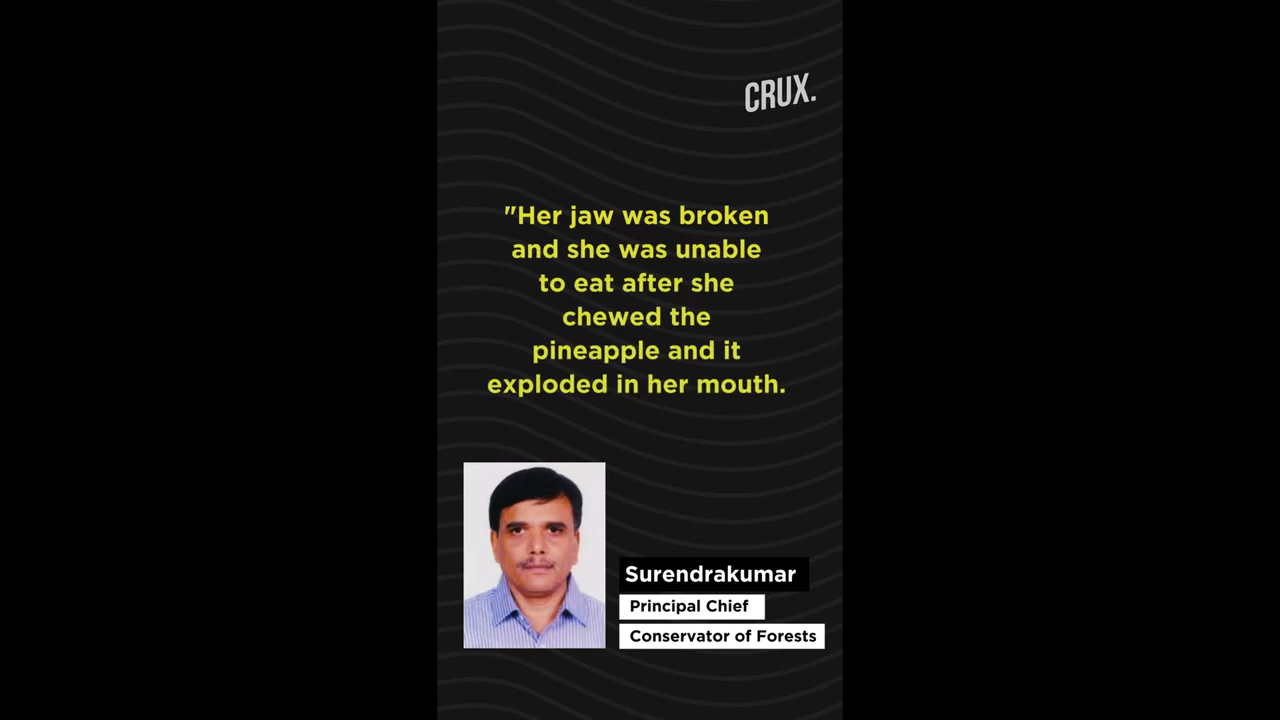 CRUX.
"Her jaw was broken
and she was unable
to eat after she
chewed the
pineapple and it
exploded in her mouth.
Surendrakumar
Principal Chief
Conservator of Forests